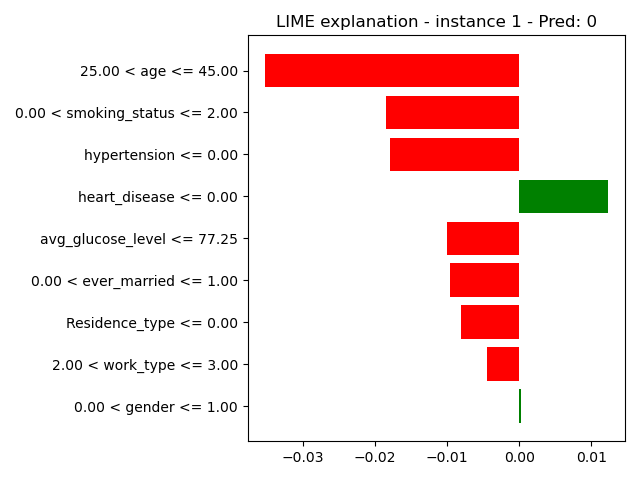 LIME explanation - instance 1 - Pred: 0
25.00 < age <= 45.00
0.00 < smoking_status <= 2.00
hypertension <= 0.00
heart_disease <= 0.00
avg_glucose_level <= 77.25
0.00 < ever_married <= 1.00
Residence_type <= 0.00
2.00 < work_type <= 3.00
0.00 < gender <= 1.00
−0.03 −0.02 −0.01 0.00 0.01